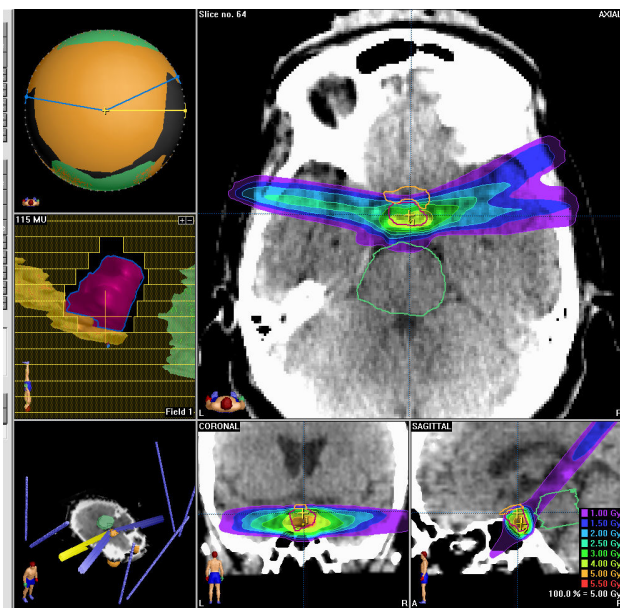 Slice no. 64
AXIAL
115 MU
Field 1
L
CORONAL
L
R
SAGITTAL
A
1.00 Gy
1.50 Gy
2.00 Gy
2.50 Gy
3.00 Gy
4.00 Gy
5.00 Gy
5.50 Gy
100.0 % = 5.00 Gy